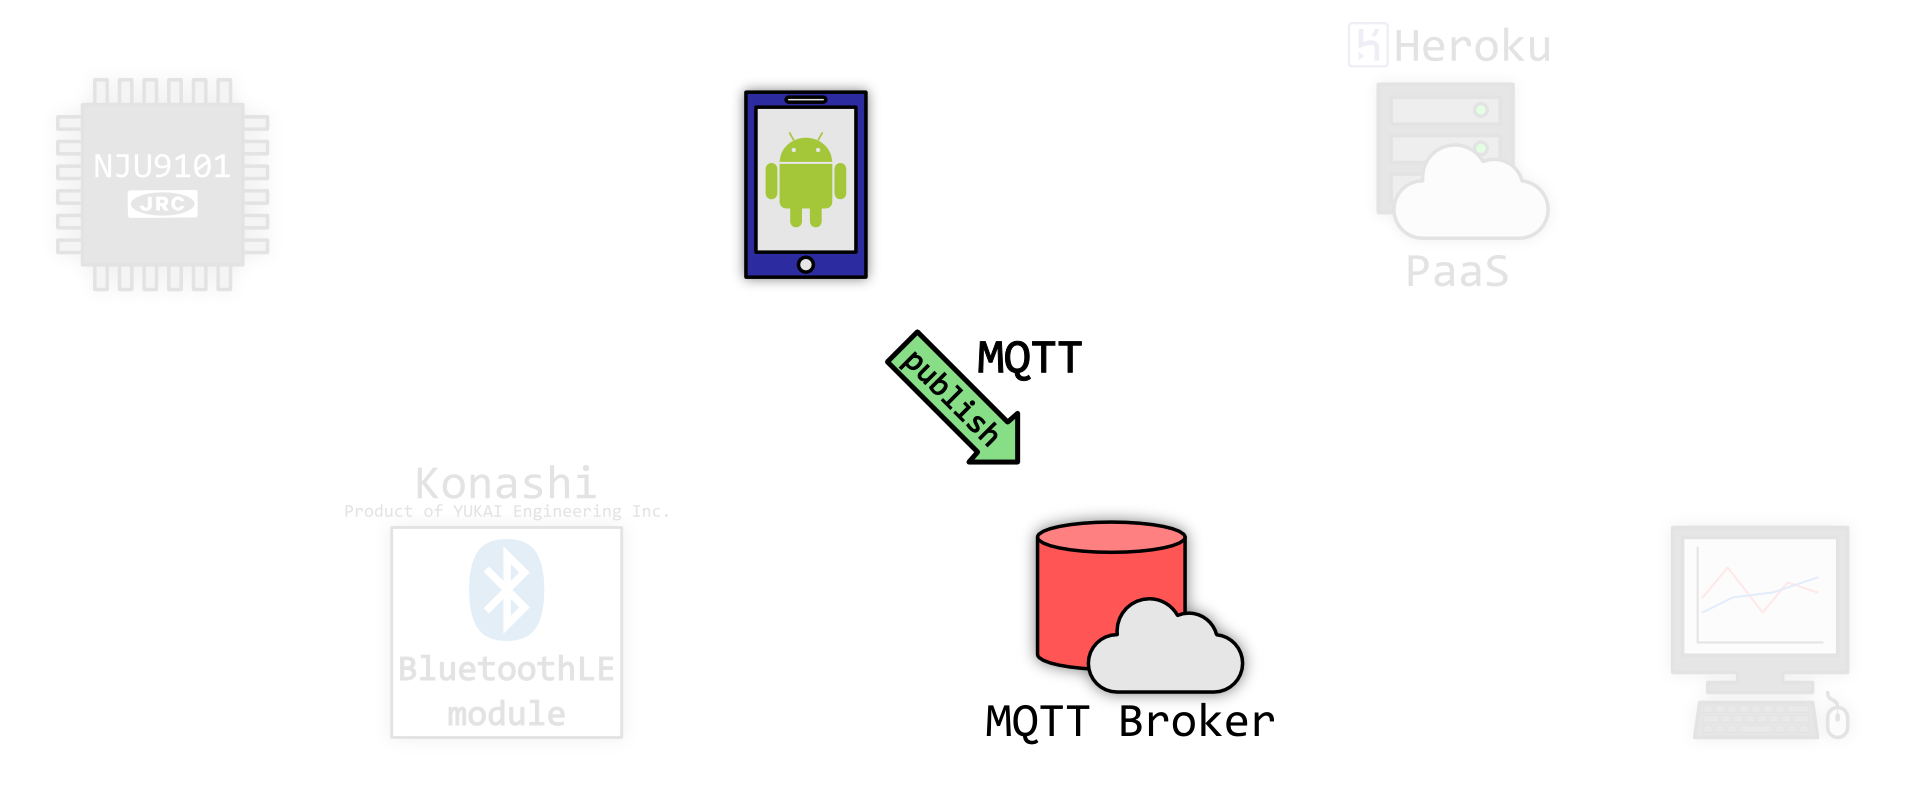 Heroku
NJU9101
JRC
PaaS
MQTT
publish
Konashi
Product of YUKAI Engineering Inc.
BluetoothLE
module
MQTT Broker